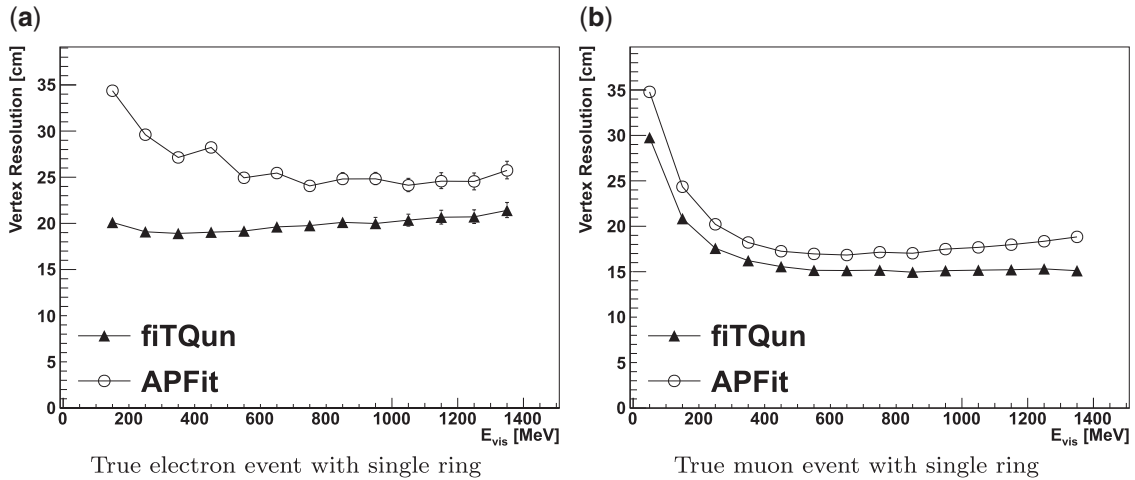 (a)
Vertex Resolution [cm]
35
30
25
20
15
10
5
0
fiTQun
APFit
0 200 400 600 800 1000 1200 1400
E_vis [MeV]
True electron event with single ring
(b)
Vertex Resolution [cm]
35
30
25
20
15
10
5
0
fiTQun
APFit
0 200 400 600 800 1000 1200 1400
E_vis [MeV]
True muon event with single ring